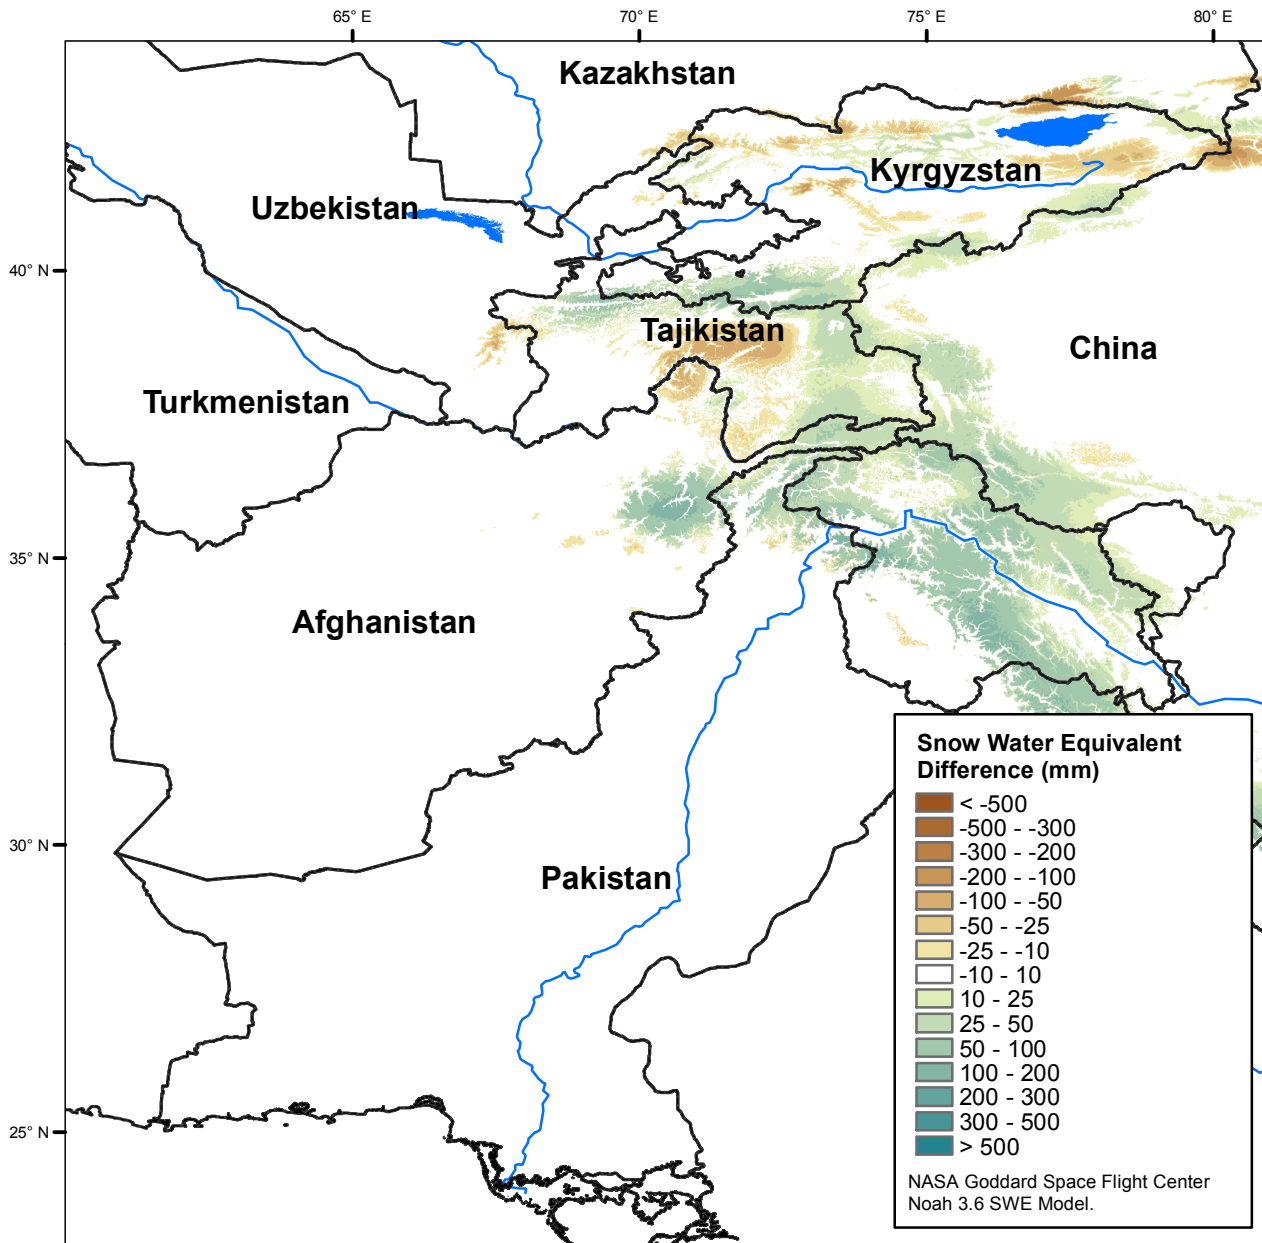 65° E
70° E
75° E
80° E
Kazakhstan
Kyrgyzstan
Uzbekistan
40° N
Tajikistan
China
Turkmenistan
35° N
Afghanistan
Snow Water Equivalent
Difference (mm)
< -500
-500 - -300
-300 - -200
-200 - -100
-100 - -50
-50 - -25
-25 - -10
-10 - 10
10 - 25
25 - 50
50 - 100
100 - 200
200 - 300
300 - 500
> 500
30° N
Pakistan
25° N
NASA Goddard Space Flight Center
Noah 3.6 SWE Model.